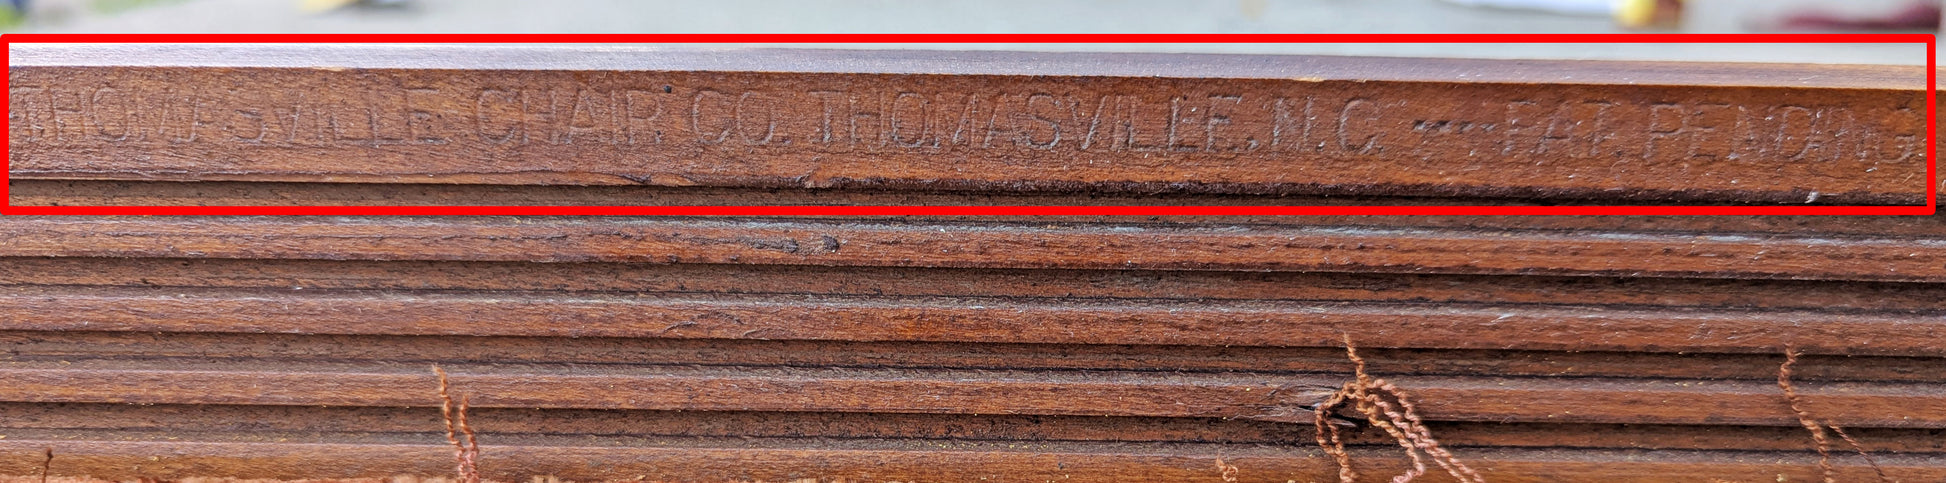 THOMASVILLE CHAIR CO. THOMASVILLE, N.C. ----- PAT. PENDING